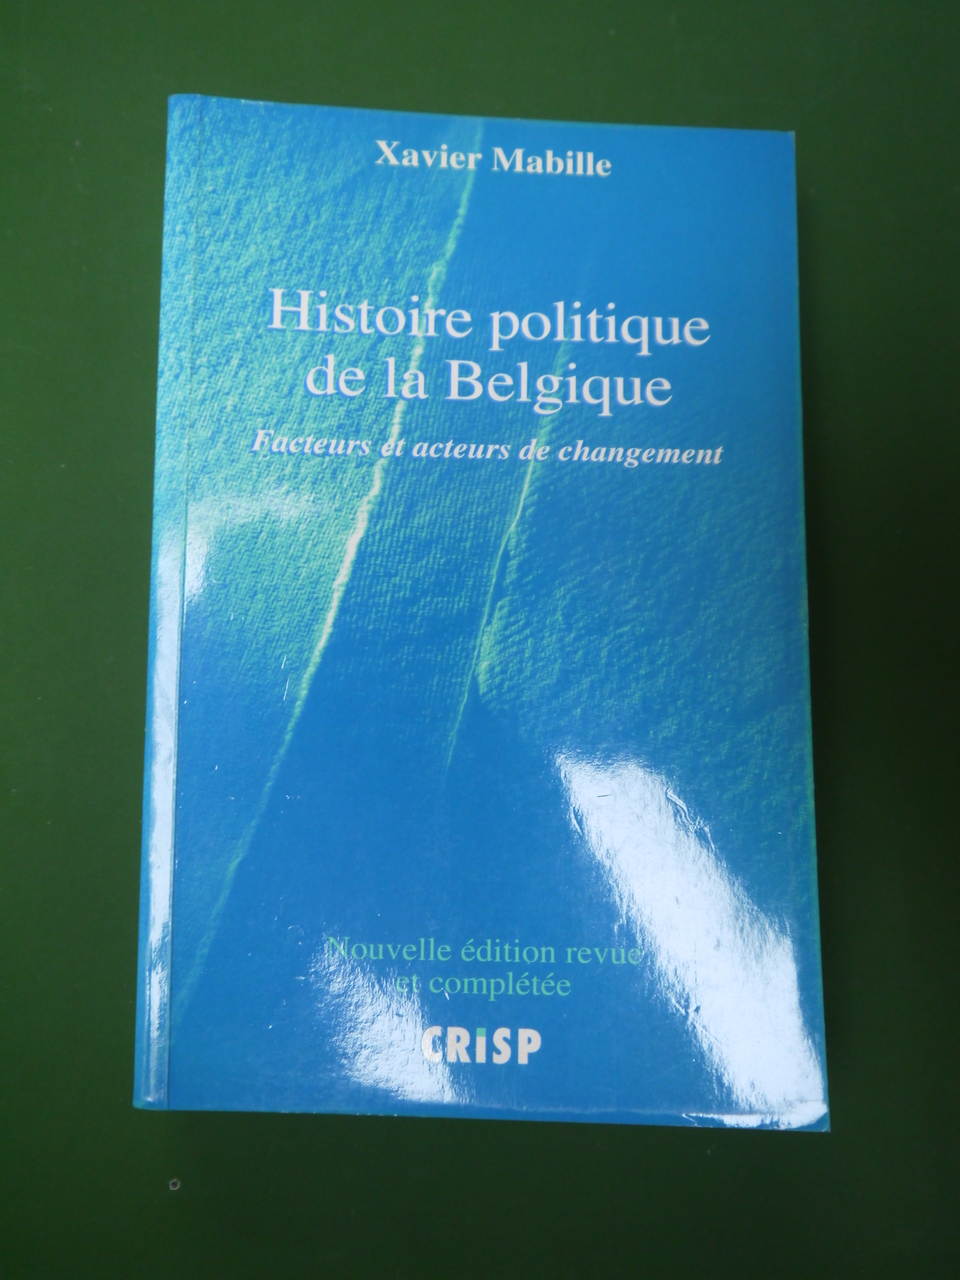 Xavier Mabille
Histoire politique
de la Belgique
Facteurs et acteurs de changement
Nouvelle édition revue
et complétée
CRiSP